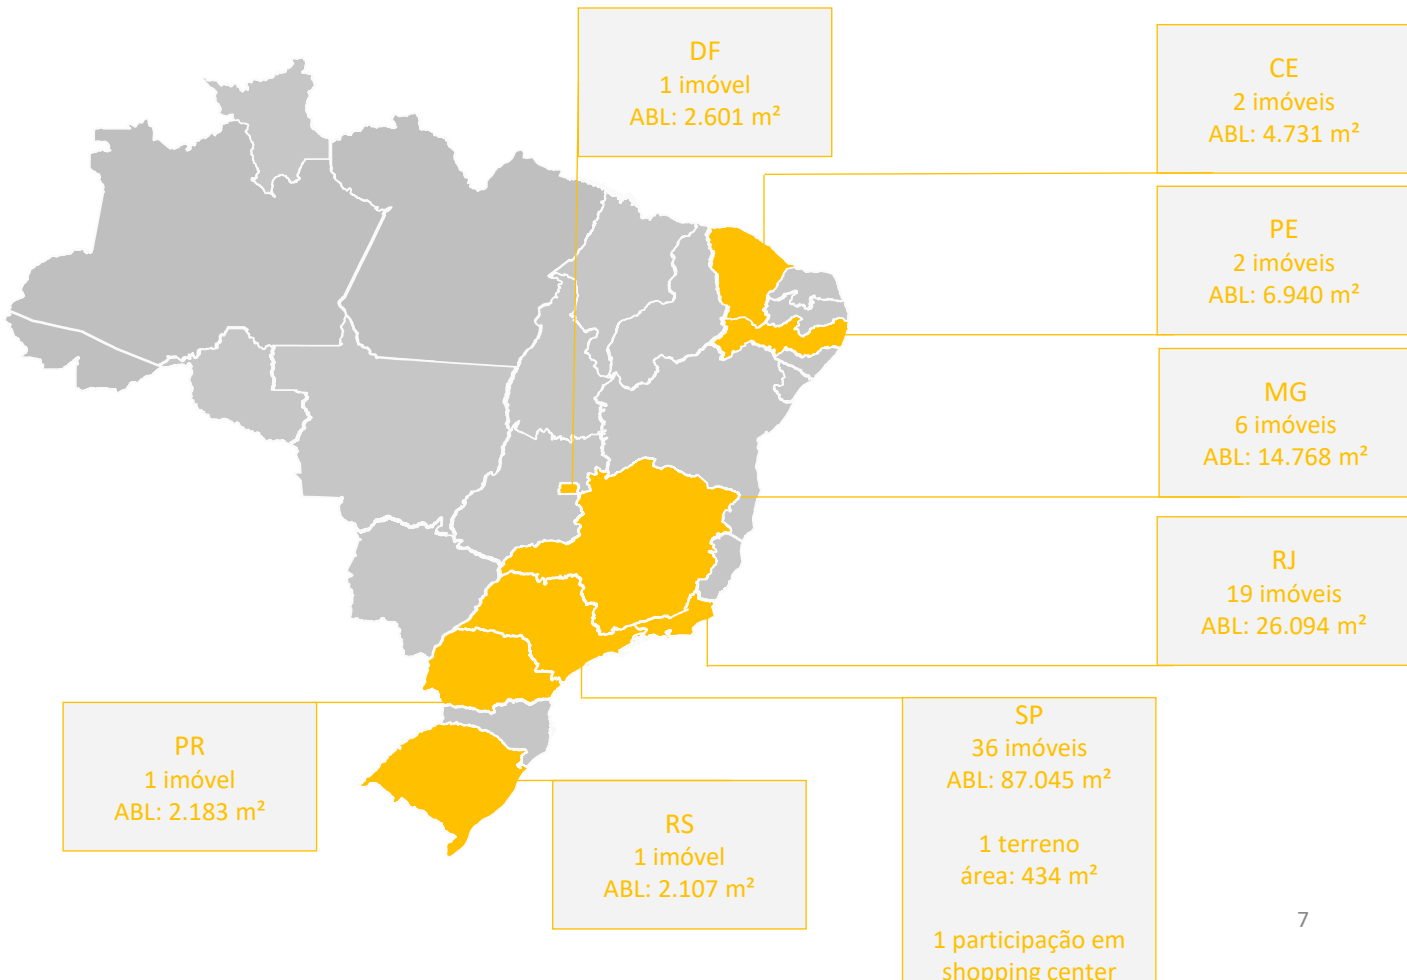 DF
1 imóvel
ABL: 2.601 m²
CE
2 imóveis
ABL: 4.731 m²
PE
2 imóveis
ABL: 6.940 m²
MG
6 imóveis
ABL: 14.768 m²
RJ
19 imóveis
ABL: 26.094 m²
SP
36 imóveis
ABL: 87.045 m²
1 terreno
área: 434 m²
1 participação em
shopping center
PR
1 imóvel
ABL: 2.183 m²
RS
1 imóvel
ABL: 2.107 m²
7